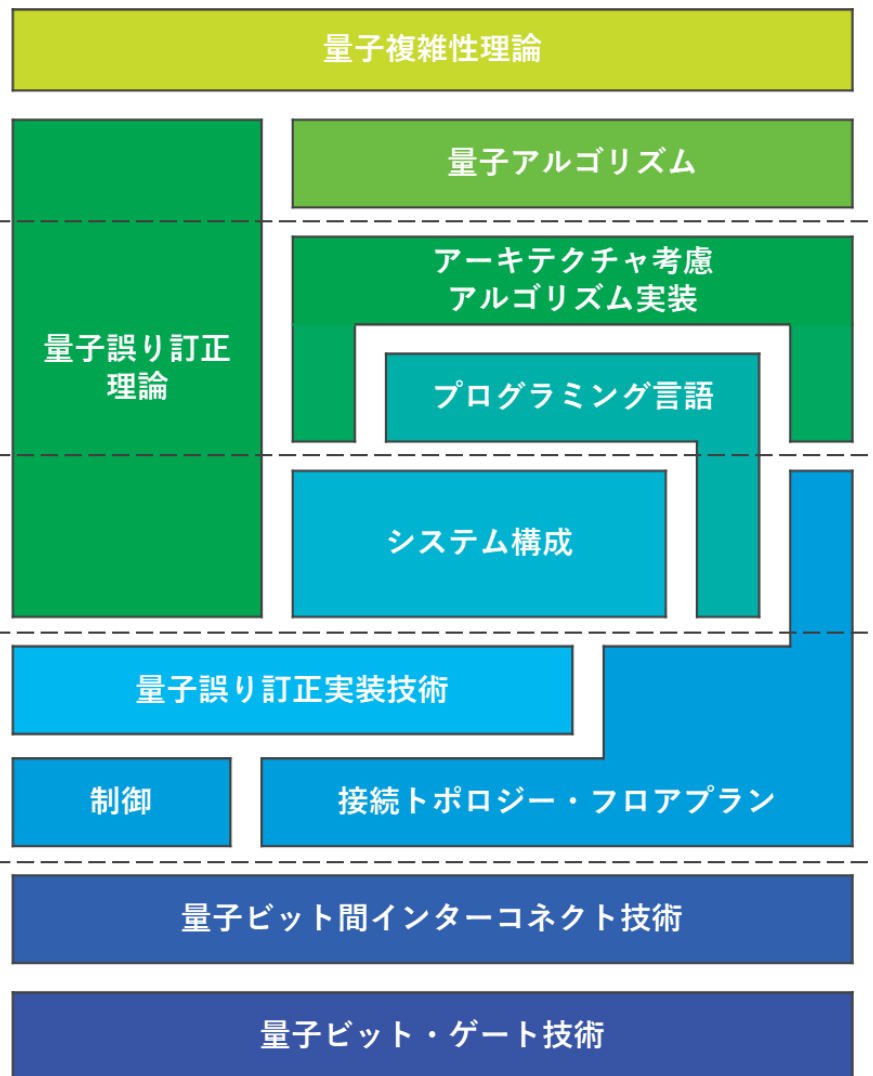 量子複雑性理論
量子アルゴリズム
アーキテクチャ考慮
アルゴリズム実装
量子誤り訂正
理論
プログラミング言語
システム構成
量子誤り訂正実装技術
制御
接続トポロジー・フロアプラン
量子ビット間インターコネクト技術
量子ビット・ゲート技術